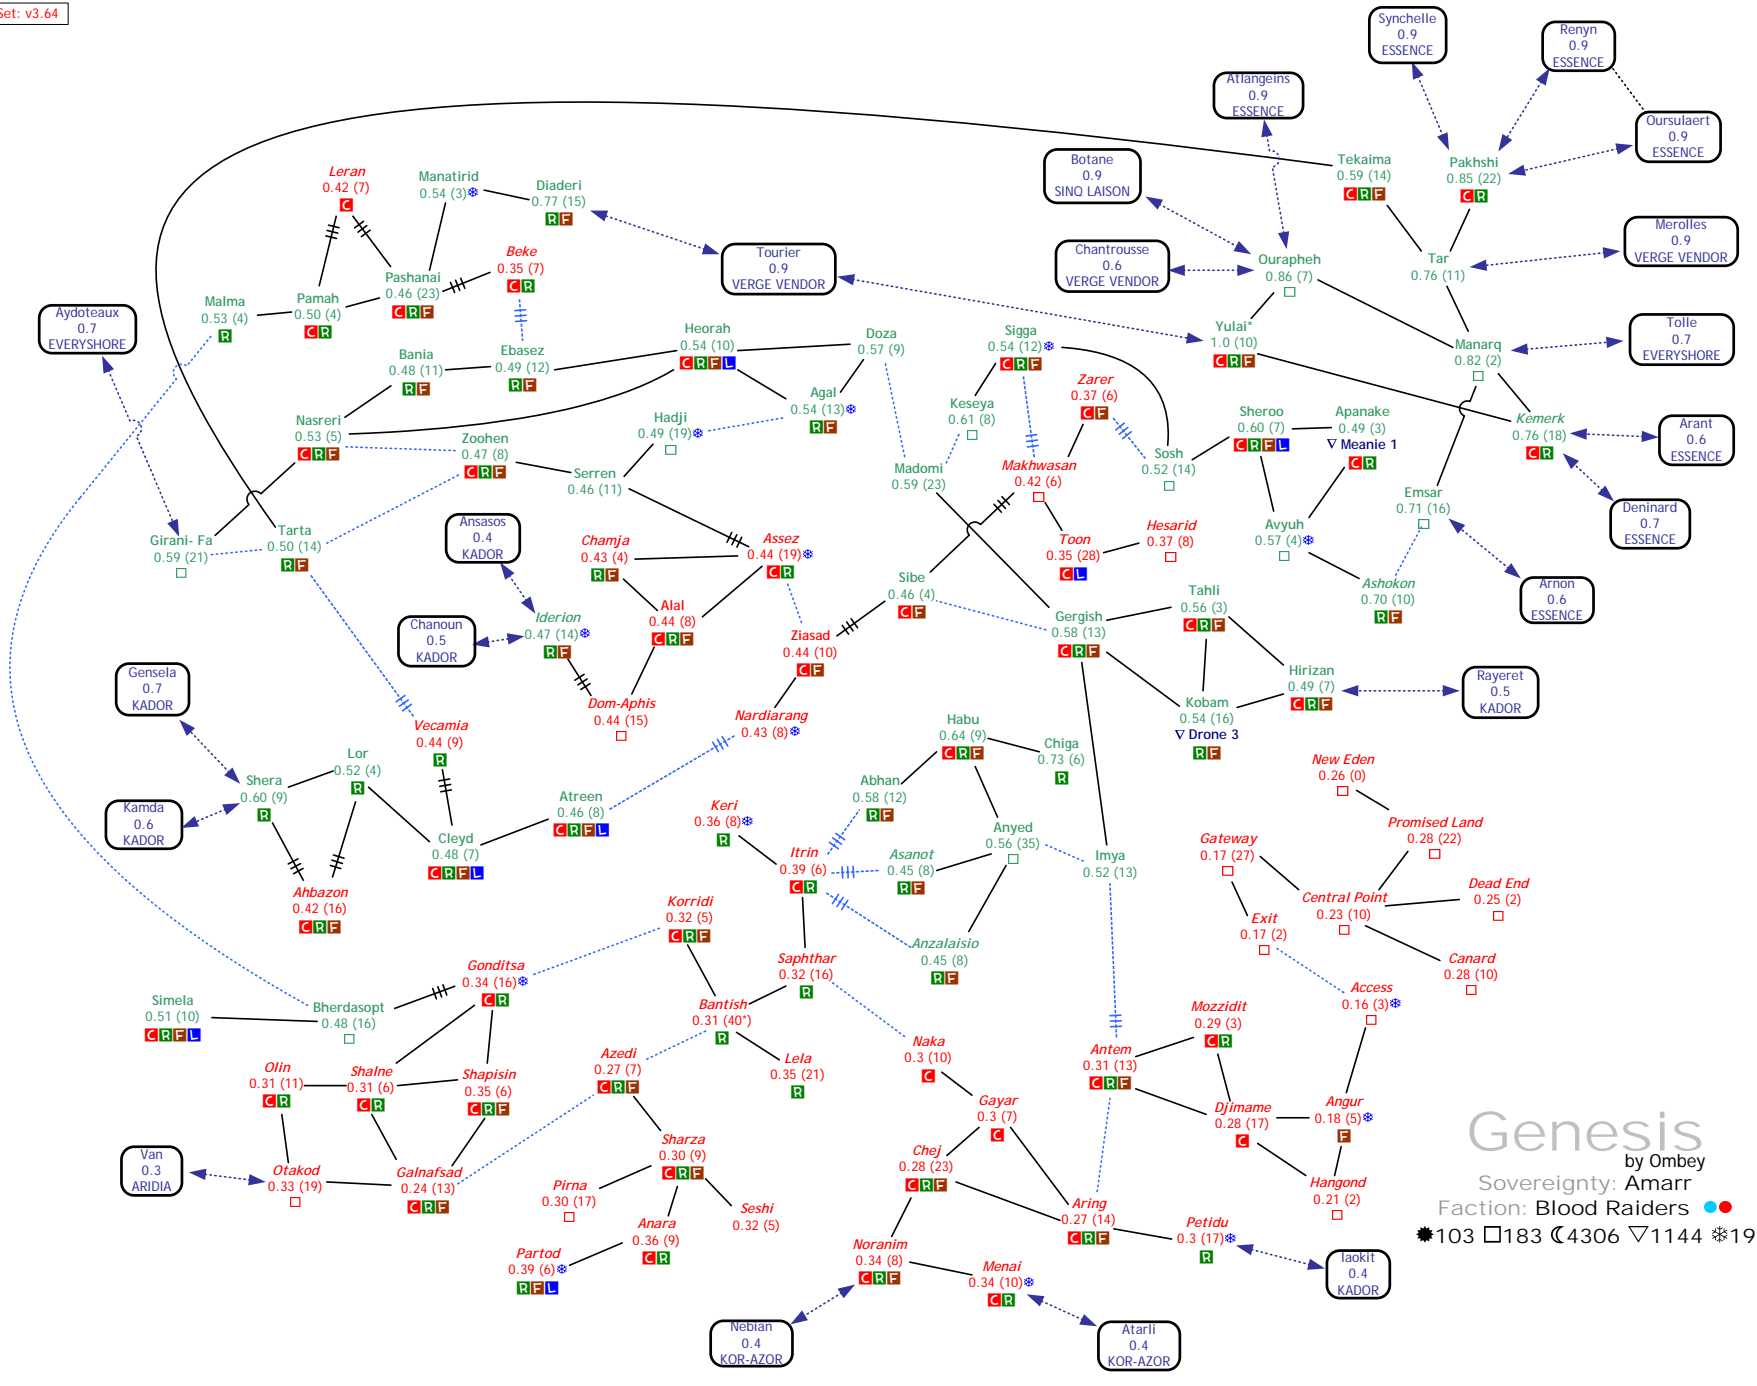 Set: v3.64
Synchelle
0.9
ESSENCE
Renyn
0.9
ESSENCE
Atlangeins
0.9
ESSENCE
Oursulaert
0.9
ESSENCE
Botane
0.9
SINQ LAISON
Tekaima
0.59 (14)
C R F
Pakhshi
0.85 (22)
C R
Leran
0.42 (7)
C
Manatirid
0.54 (3)❄
Diaderi
0.77 (15)
R F
Beke
0.35 (7)
C R
Tourier
0.9
VERGE VENDOR
Chantrousse
0.6
VERGE VENDOR
Ourapheh
0.86 (7)
Tar
0.76 (11)
Merolles
0.9
VERGE VENDOR
Pashanai
0.46 (23)
C R F
Malma
0.53 (4)
R
Pamah
0.50 (4)
C R
Aydoteaux
0.7
EVERYSHORE
Heorah
0.54 (10)
C R F L
Doza
0.57 (9)
Sigga
0.54 (12)❄
C R F
Yulai*
1.0 (10)
C R F
Manarq
0.82 (2)
Tolle
0.7
EVERYSHORE
Bania
0.48 (11)
R F
Ebasez
0.49 (12)
R F
Agal
0.54 (13)❄
R F
Keseya
0.61 (8)
Zarer
0.37 (6)
C F
Sheroo
0.60 (7)
C R F L
Apanake
0.49 (3)
▽ Meanie 1
C R
Kemerk
0.76 (18)
C R
Arant
0.6
ESSENCE
Nasreri
0.53 (5)
C R F
Zoohen
0.47 (8)
C R F
Hadji
0.49 (19)❄
Serren
0.46 (11)
Madomi
0.59 (23)
Makhwasan
0.42 (6)
Sosh
0.52 (14)
Emsar
0.71 (16)
Deninard
0.7
ESSENCE
Girani- Fa
0.59 (21)
Tarta
0.50 (14)
R F
Ansasos
0.4
KADOR
Chamja
0.43 (4)
R F
Assez
0.44 (19)❄
C R
Toon
0.35 (28)
C L
Hesarid
0.37 (8)
Avyuh
0.57 (4)❄
Ashokon
0.70 (10)
R F
Arnon
0.6
ESSENCE
Sibe
0.46 (4)
C F
Tahli
0.56 (3)
C R F
Gergish
0.58 (13)
C R F
Chanoun
0.5
KADOR
Iderion
0.47 (14)❄
R F
Alal
0.44 (8)
C R F
Ziasad
0.44 (10)
C F
Hirizan
0.49 (7)
C R F
Rayeret
0.5
KADOR
Gensela
0.7
KADOR
Dom-Aphis
0.44 (15)
Nardiarang
0.43 (8)❄
Kobam
0.54 (16)
▽ Drone 3
R F
Vecamia
0.44 (9)
R
Habu
0.64 (9)
C R F
Chiga
0.73 (6)
R
Lor
0.52 (4)
R
Shera
0.60 (9)
R
Abhan
0.58 (12)
R F
New Eden
0.26 (0)
Kamda
0.6
KADOR
Atreen
0.46 (8)
C R F L
Keri
0.36 (8)❄
R
Promised Land
0.28 (22)
Cleyd
0.48 (7)
C R F L
Itrin
0.39 (6)
C R
Asanot
0.45 (8)
R F
Anyed
0.56 (35)
Imya
0.52 (13)
Gateway
0.17 (27)
Ahbazon
0.42 (16)
C R F
Central Point
0.23 (10)
Dead End
0.25 (2)
Korridi
0.32 (5)
C R F
Exit
0.17 (2)
Anzalaisio
0.45 (8)
R F
Saphthar
0.32 (16)
R
Canard
0.28 (10)
Gonditsa
0.34 (16)❄
C R
Access
0.16 (3)❄
Simela
0.51 (10)
C R F L
Bherdasopt
0.48 (16)
Bantish
0.31 (40*)
R
Mozzidit
0.29 (3)
C R
Azedi
0.27 (7)
C R F
Lela
0.35 (21)
R
Naka
0.3 (10)
C
Antem
0.31 (13)
C R F
Olin
0.31 (11)
C R
Shalne
0.31 (6)
C R
Shapisin
0.35 (6)
C R F
Gayar
0.3 (7)
C
Djimame
0.28 (17)
C
Angur
0.18 (5)❄
F
Sharza
0.30 (9)
C R F
Chej
0.28 (23)
C R F
Van
0.3
ARIDIA
Otakod
0.33 (19)
Galnafsad
0.24 (13)
C R F
Pirna
0.30 (17)
Seshi
0.32 (5)
Hangond
0.21 (2)
Aring
0.27 (14)
C R F
Anara
0.36 (9)
C R
Petidu
0.3 (17)❄
R
Partod
0.39 (6)❄
R F L
Noranim
0.34 (8)
C R F
Menai
0.34 (10)❄
C R
Iaokit
0.4
KADOR
Nebian
0.4
KOR-AZOR
Atarli
0.4
KOR-AZOR
Genesis
by Ombey
Sovereignty: Amarr
Faction: Blood Raiders
✹103 □183 ☾4306 ▽1144 ❄19